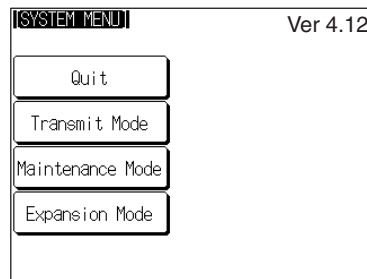 [SYSTEM MENU]
Ver 4.12
Quit
Transmit Mode
Maintenance Mode
Expansion Mode